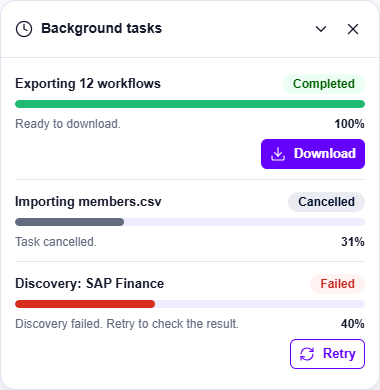 Background tasks
Exporting 12 workflows Completed
Ready to download. 100%
Download
Importing members.csv Cancelled
Task cancelled. 31%
Discovery: SAP Finance Failed
Discovery failed. Retry to check the result. 40%
Retry